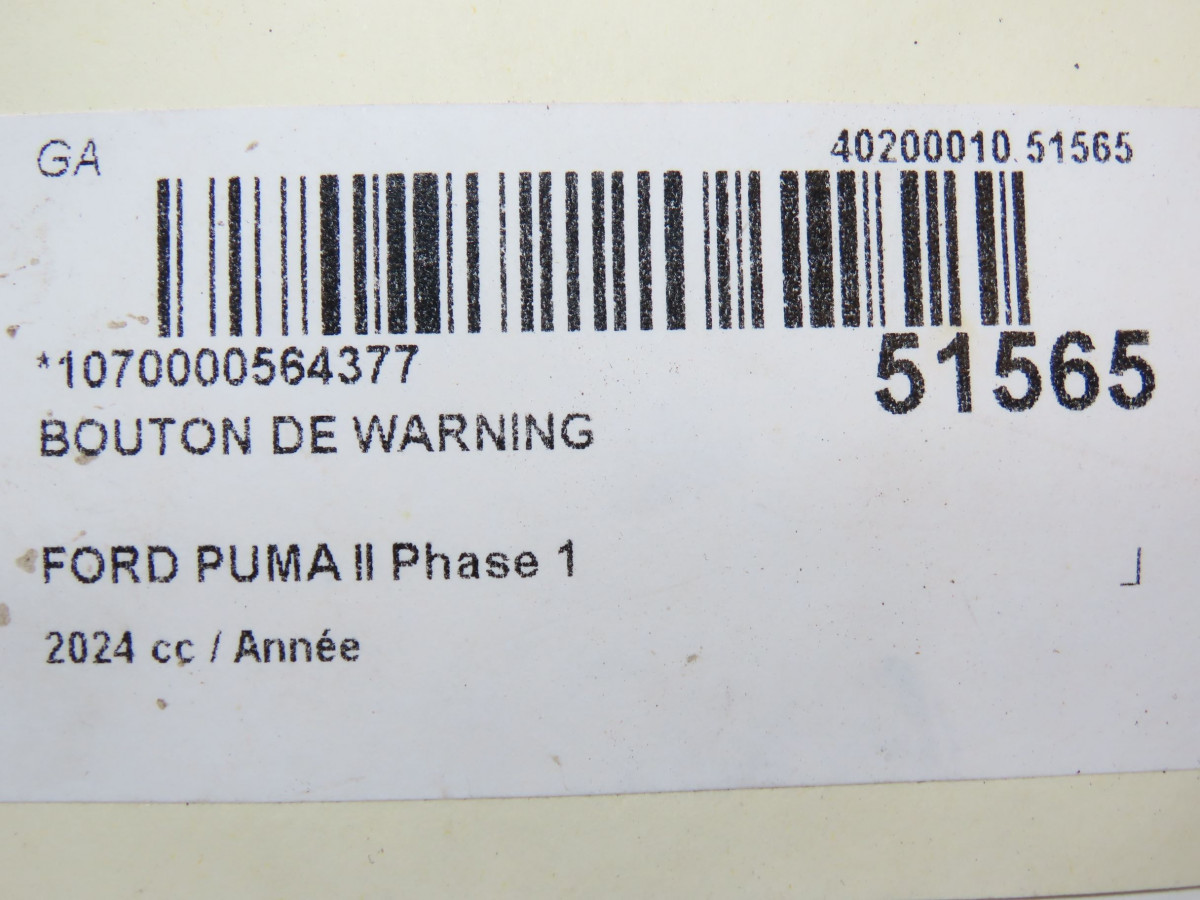 GA
40200010.51565
*1070000564377
51565
BOUTON DE WARNING
FORD PUMA II Phase 1
2024 cc / Année